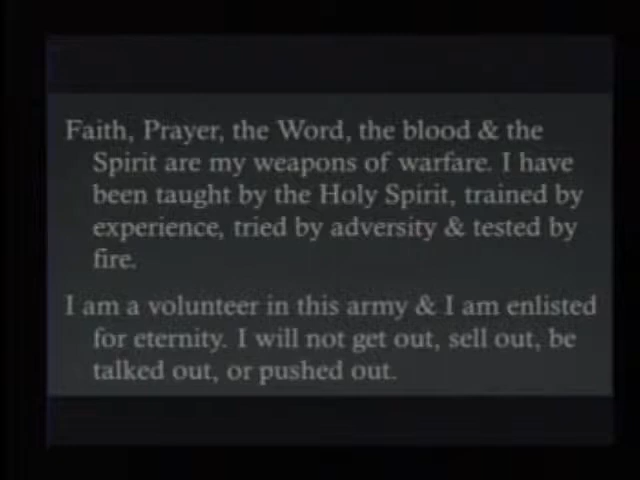 Faith, Prayer, the Word, the blood & the
Spirit are my weapons of warfare. I have
been taught by the Holy Spirit, trained by
experience, tried by adversity & tested by
fire.
I am a volunteer in this army & I am enlisted
for eternity. I will not get out, sell out, be
talked out, or pushed out.